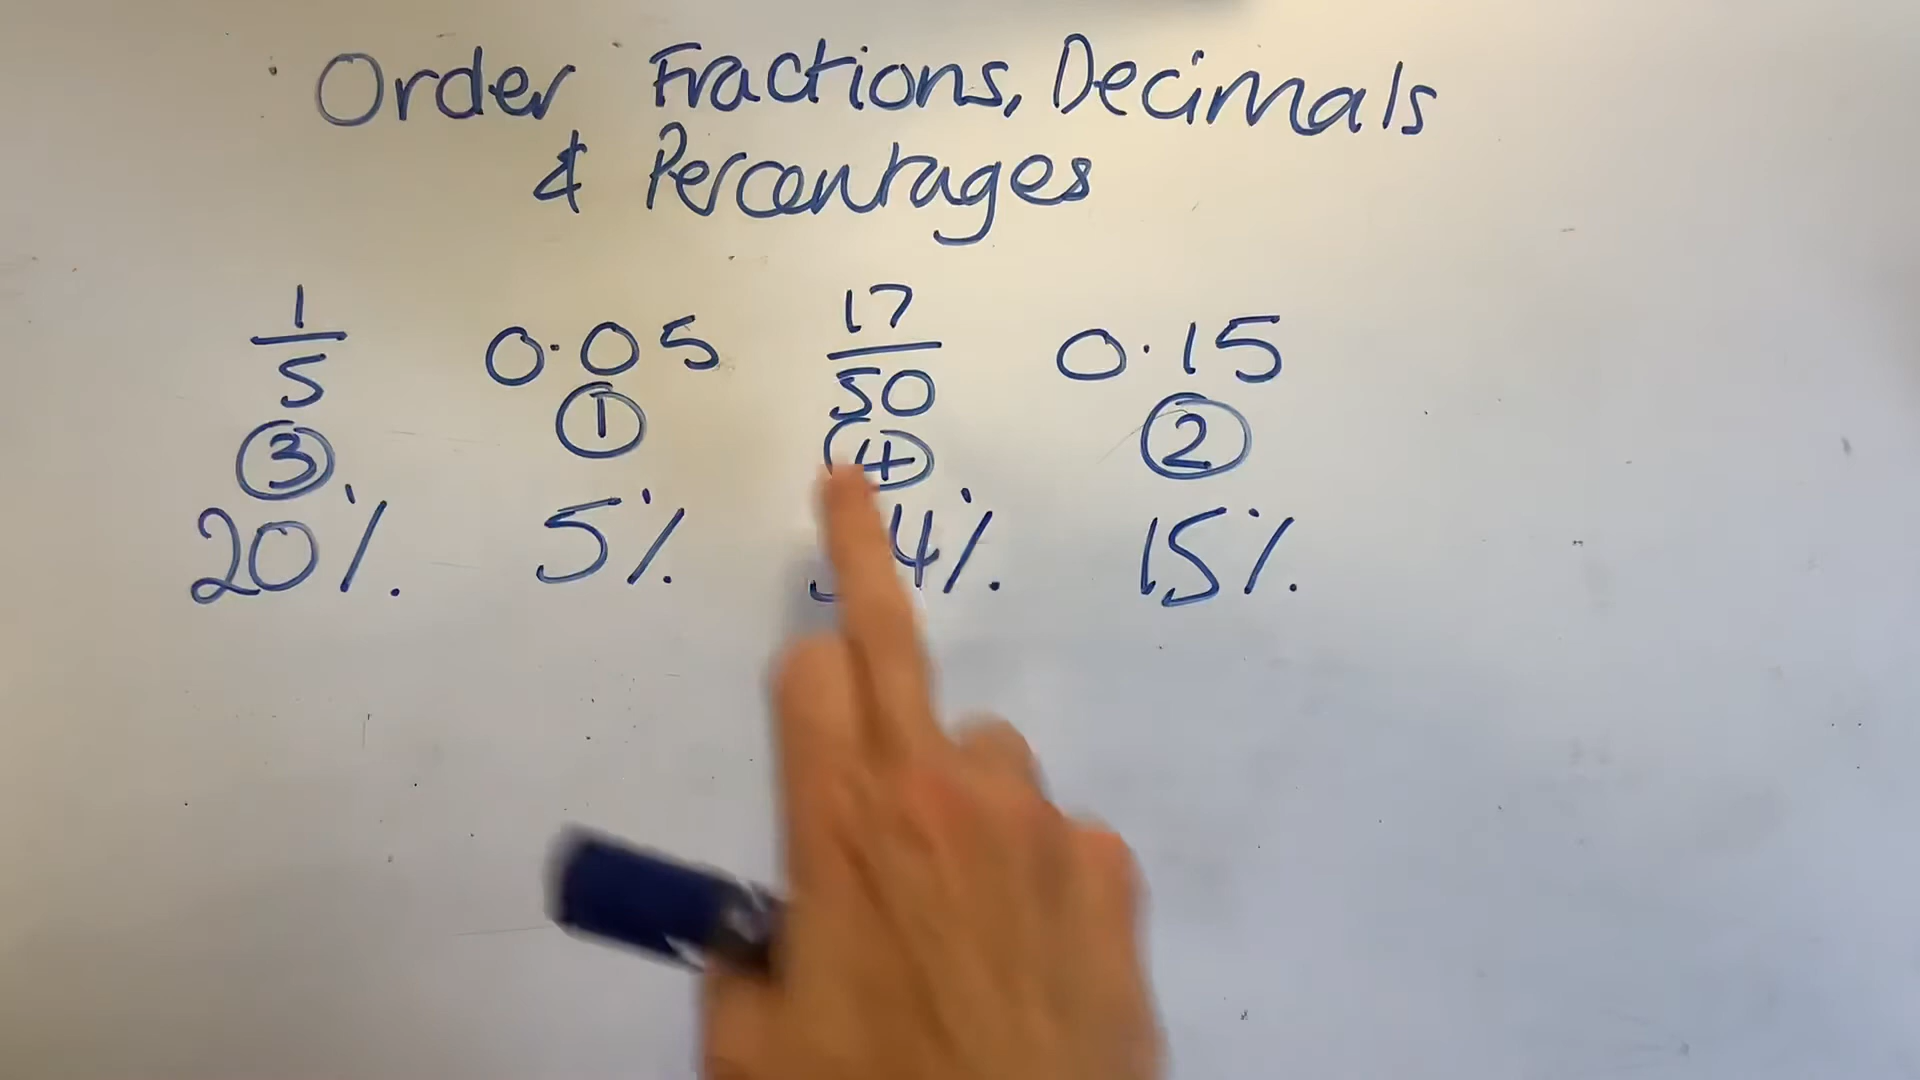 Order Fractions, Decimals
& Percentages
1/5 0.05 17/50 0.15
3 1 4 2
20% 5% 4% 15%